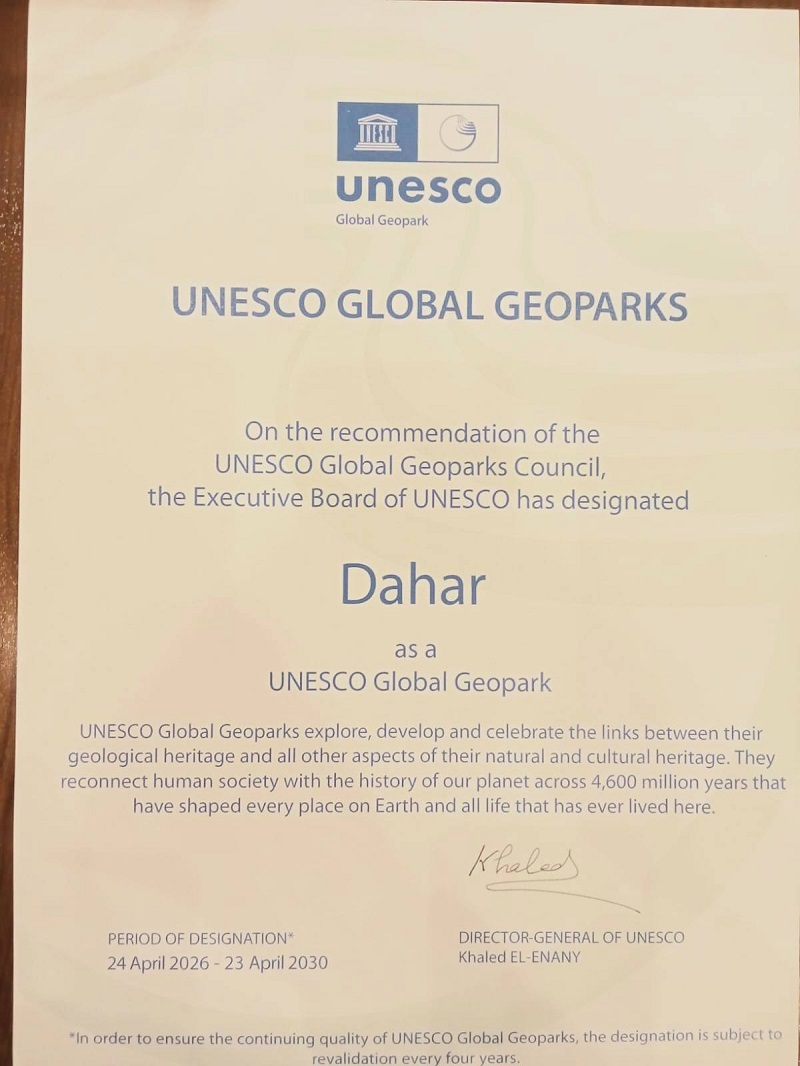 UNESCO
unesco
Global Geopark
UNESCO GLOBAL GEOPARKS
On the recommendation of the
UNESCO Global Geoparks Council,
the Executive Board of UNESCO has designated
Dahar
as a
UNESCO Global Geopark
UNESCO Global Geoparks explore, develop and celebrate the links between their
geological heritage and all other aspects of their natural and cultural heritage. They
reconnect human society with the history of our planet across 4,600 million years that
have shaped every place on Earth and all life that has ever lived here.
Khaled
PERIOD OF DESIGNATION*
24 April 2026 - 23 April 2030
DIRECTOR-GENERAL OF UNESCO
Khaled EL-ENANY
*In order to ensure the continuing quality of UNESCO Global Geoparks, the designation is subject to
revalidation every four years.